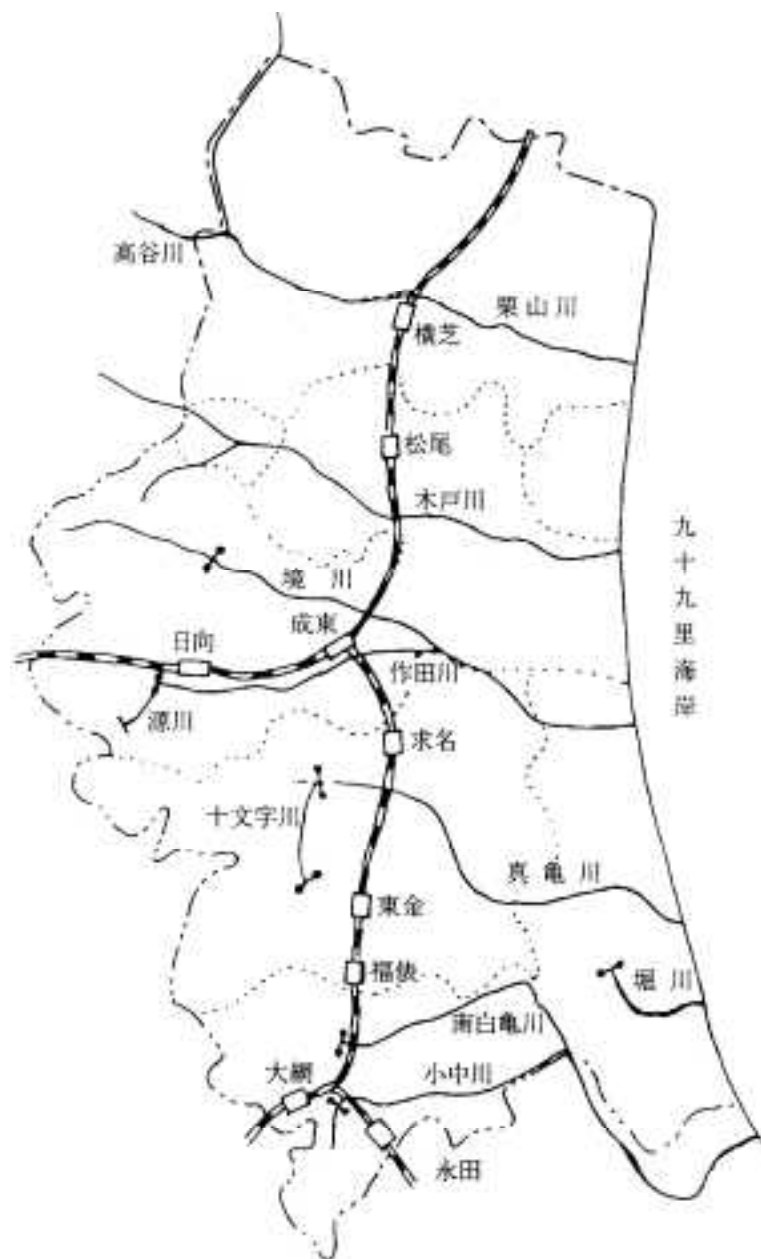 高谷川
栗山川
横芝
松尾
木戸川
境川
九十九里海岸
成東
日向
作田川
源川
求名
十文字川
真亀川
東金
福俵
堀川
南白亀川
大網
小中川
永田